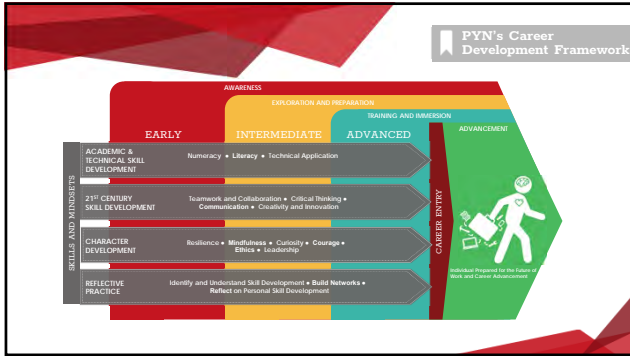 PYN's Career
Development Framework
AWARENESS
EXPLORATION AND PREPARATION
TRAINING AND IMMERSION
ADVANCEMENT
EARLY
INTERMEDIATE
ADVANCED
SKILLS AND MINDSETS
ACADEMIC &
TECHNICAL SKILL
DEVELOPMENT
Numeracy ● Literacy ● Technical Application
21ST CENTURY
SKILL DEVELOPMENT
Teamwork and Collaboration ● Critical Thinking ●
Communication ● Creativity and Innovation
CHARACTER
DEVELOPMENT
Resilience ● Mindfulness ● Curiosity ● Courage ●
Ethics ● Leadership
REFLECTIVE
PRACTICE
Identify and Understand Skill Development ● Build Networks ●
Reflect on Personal Skill Development
CAREER ENTRY
Individual Prepared for the Future of
Work and Career Advancement